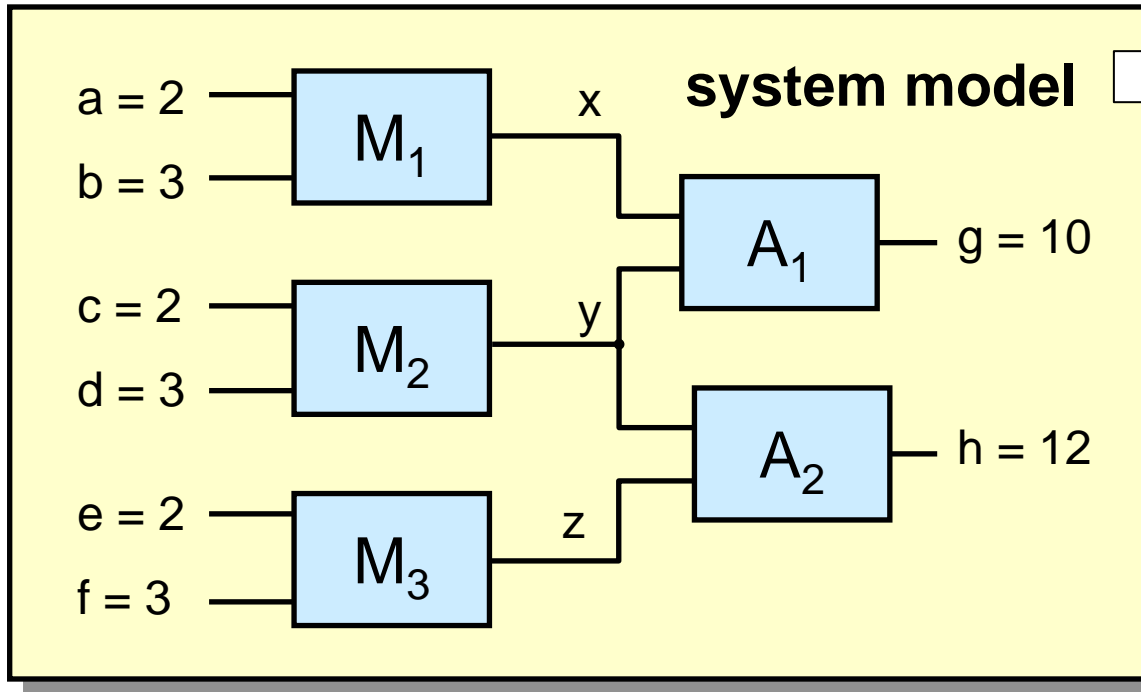 system model
a = 2
b = 3
M₁
x
A₁
g = 10
c = 2
d = 3
M₂
y
A₂
h = 12
e = 2
f = 3
M₃
z